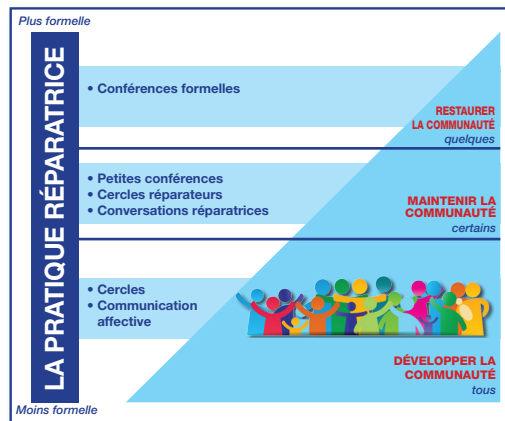 Plus formelle
LA PRATIQUE RÉPARATRICE
• Conférences formelles
RESTAURER
LA COMMUNAUTÉ
quelques
• Petites conférences
• Cercles réparateurs
• Conversations réparatrices
MAINTENIR LA
COMMUNAUTÉ
certains
• Cercles
• Communication
affective
DÉVELOPPER LA
COMMUNAUTÉ
tous
Moins formelle